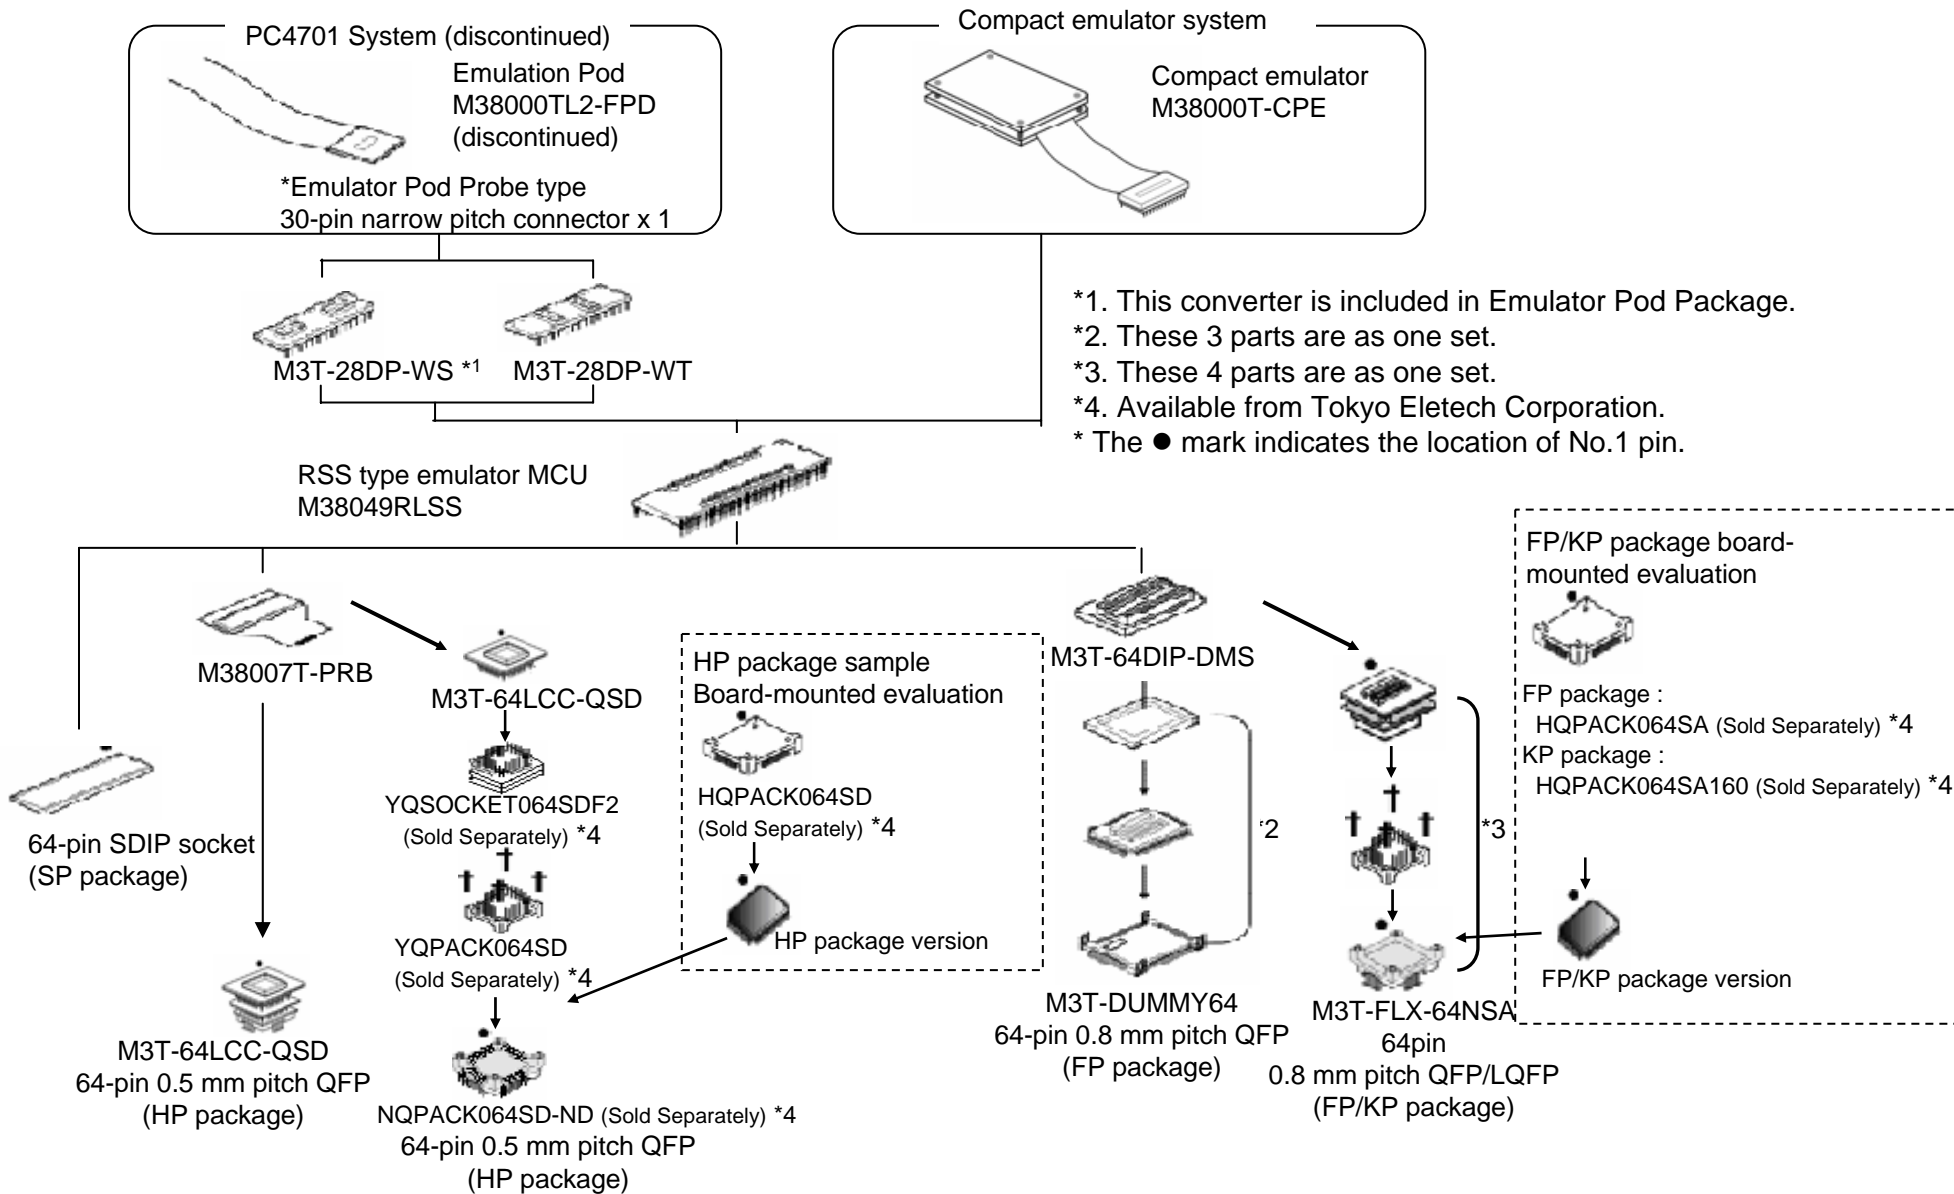 PC4701 System (discontinued)
Emulation Pod
M38000TL2-FPD
(discontinued)
*Emulator Pod Probe type
30-pin narrow pitch connector x 1
Compact emulator system
Compact emulator
M38000T-CPE
M3T-28DP-WS *1
M3T-28DP-WT
*1. This converter is included in Emulator Pod Package.
*2. These 3 parts are as one set.
*3. These 4 parts are as one set.
*4. Available from Tokyo Eletech Corporation.
* The ● mark indicates the location of No.1 pin.
RSS type emulator MCU
M38049RLSS
64-pin SDIP socket
(SP package)
M38007T-PRB
M3T-64LCC-QSD
64-pin 0.5 mm pitch QFP
(HP package)
M3T-64LCC-QSD
YQSOCKET064SDF2
(Sold Separately) *4
YQPACK064SD
(Sold Separately) *4
NQPACK064SD-ND (Sold Separately) *4
64-pin 0.5 mm pitch QFP
(HP package)
HP package sample
Board-mounted evaluation
HQPACK064SD
(Sold Separately) *4
HP package version
M3T-64DIP-DMS
*2
M3T-DUMMY64
64-pin 0.8 mm pitch QFP
(FP package)
*3
M3T-FLX-64NSA
64pin
0.8 mm pitch QFP/LQFP
(FP/KP package)
FP/KP package board-
mounted evaluation
FP package :
HQPACK064SA (Sold Separately) *4
KP package :
HQPACK064SA160 (Sold Separately) *4
FP/KP package version